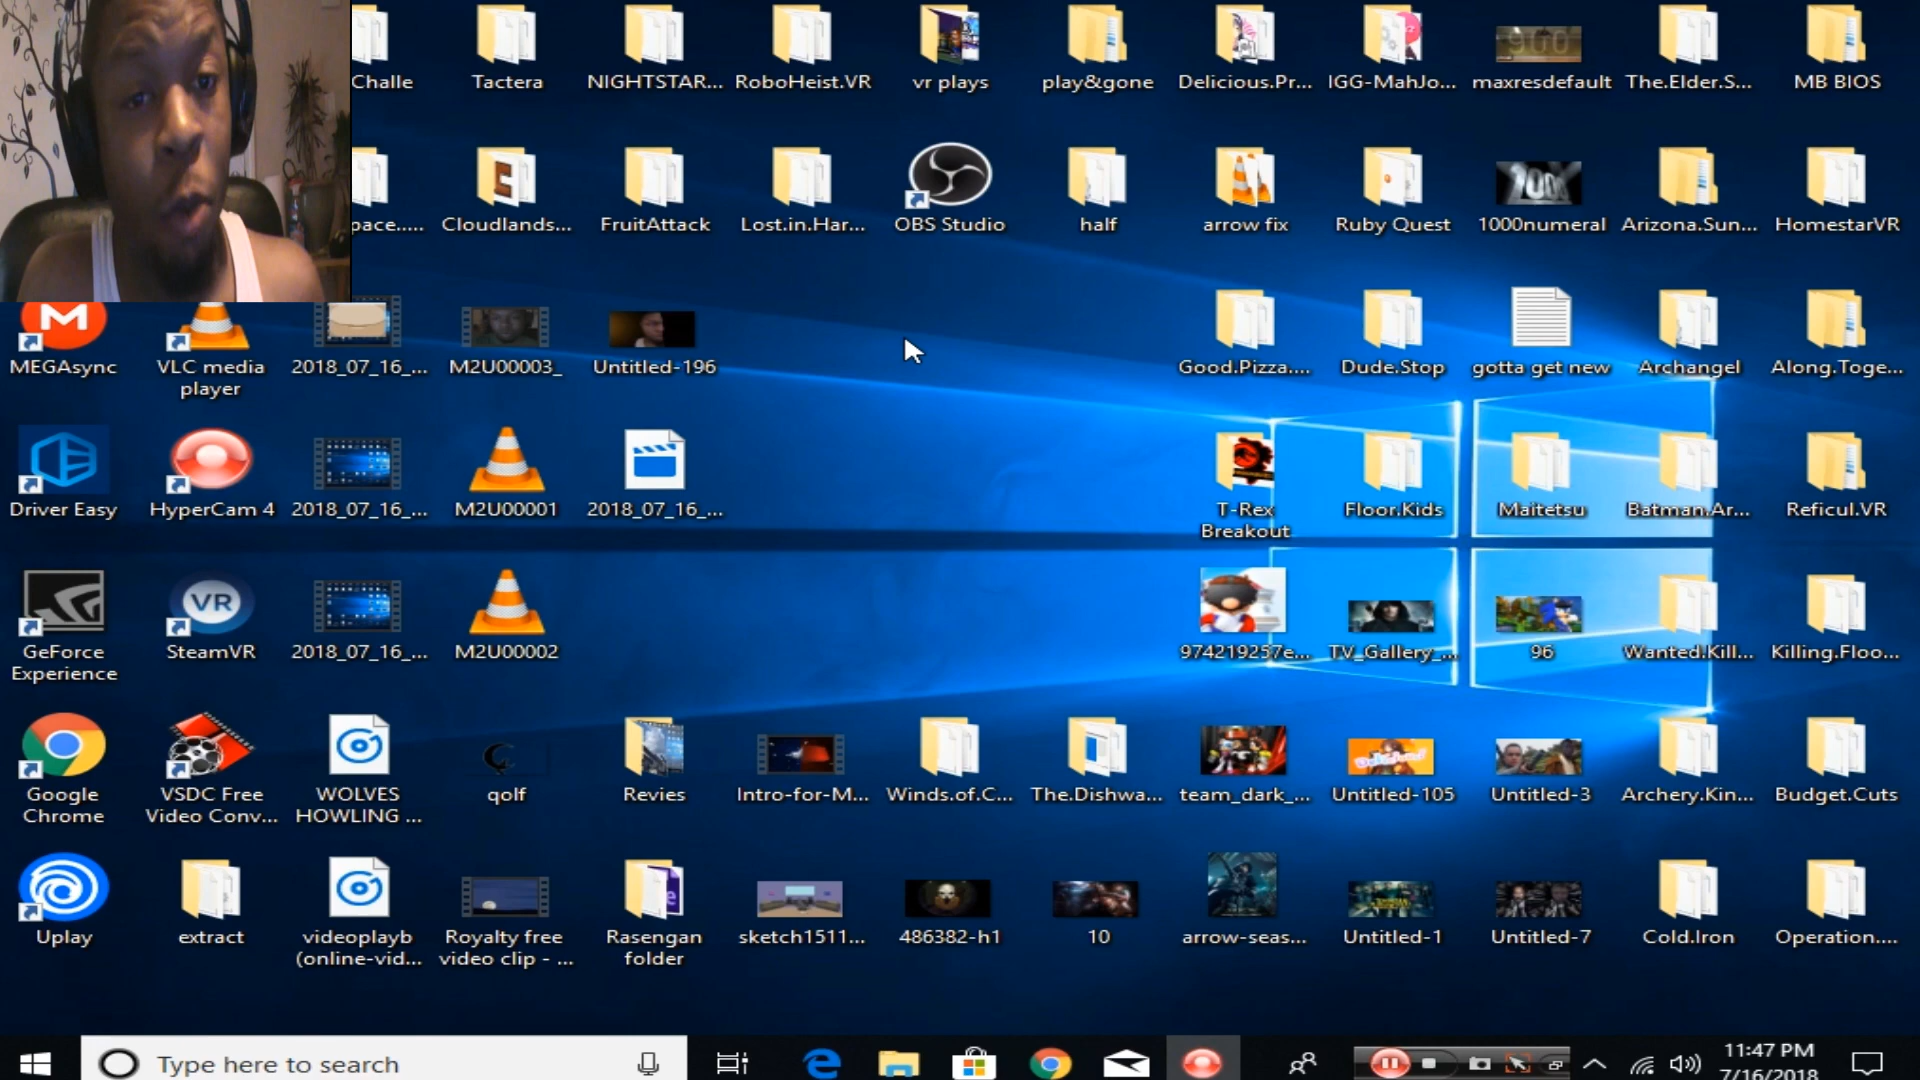 Challe
Tactera
NIGHTSTAR...
RoboHeist.VR
vr plays
play&gone
Delicious.Pr...
IGG-MahJo...
maxresdefault
The.Elder.S...
MB BIOS
pace.....
Cloudlands...
FruitAttack
Lost.in.Har...
OBS Studio
half
arrow fix
Ruby Quest
1000numeral
Arizona.Sun...
HomestarVR
MEGAsync
VLC media
player
2018_07_16_...
M2U00003_
Untitled-196
Good.Pizza....
Dude.Stop
gotta get new
Archangel
Along.Toge...
Driver Easy
HyperCam 4
2018_07_16_...
M2U00001
2018_07_16_...
T-Rex
Breakout
Floor.Kids
Maitetsu
Batman.Ar...
Reficul.VR
GeForce
Experience
VR
SteamVR
2018_07_16_...
M2U00002
974219257e...
TV_Gallery_...
96
Wanted.Kill...
Killing.Floo...
Google
Chrome
VSDC Free
Video Conv...
WOLVES
HOWLING ...
qolf
Revies
Intro-for-M...
Winds.of.C...
The.Dishwa...
team_dark_...
Untitled-105
Untitled-3
Archery.Kin...
Budget.Cuts
Uplay
extract
videoplayb
(online-vid...
Royalty free
video clip - ...
Rasengan
folder
sketch1511...
486382-h1
10
arrow-seas...
Untitled-1
Untitled-7
Cold.Iron
Operation....
Type here to search
11:47 PM
7/16/2018